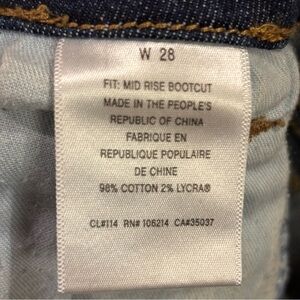 W 28
FIT: MID RISE BOOTCUT
MADE IN THE PEOPLE'S
REPUBLIC OF CHINA
FABRIQUE EN
REPUBLIQUE POPULAIRE
DE CHINE
98% COTTON 2% LYCRA®
CL#114 RN# 106214 CA#35037